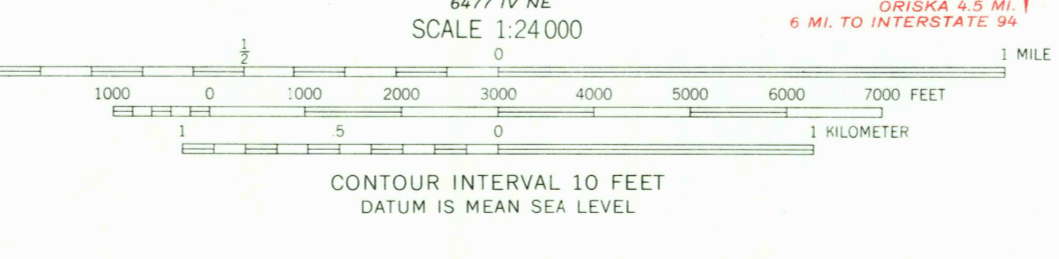 6477 IV NE
ORISKA 4.5 MI.
6 MI. TO INTERSTATE 94
SCALE 1:24 000
1/2 0 1 MILE
1000 0 1000 2000 3000 4000 5000 6000 7000 FEET
1 .5 0 1 KILOMETER
CONTOUR INTERVAL 10 FEET
DATUM IS MEAN SEA LEVEL